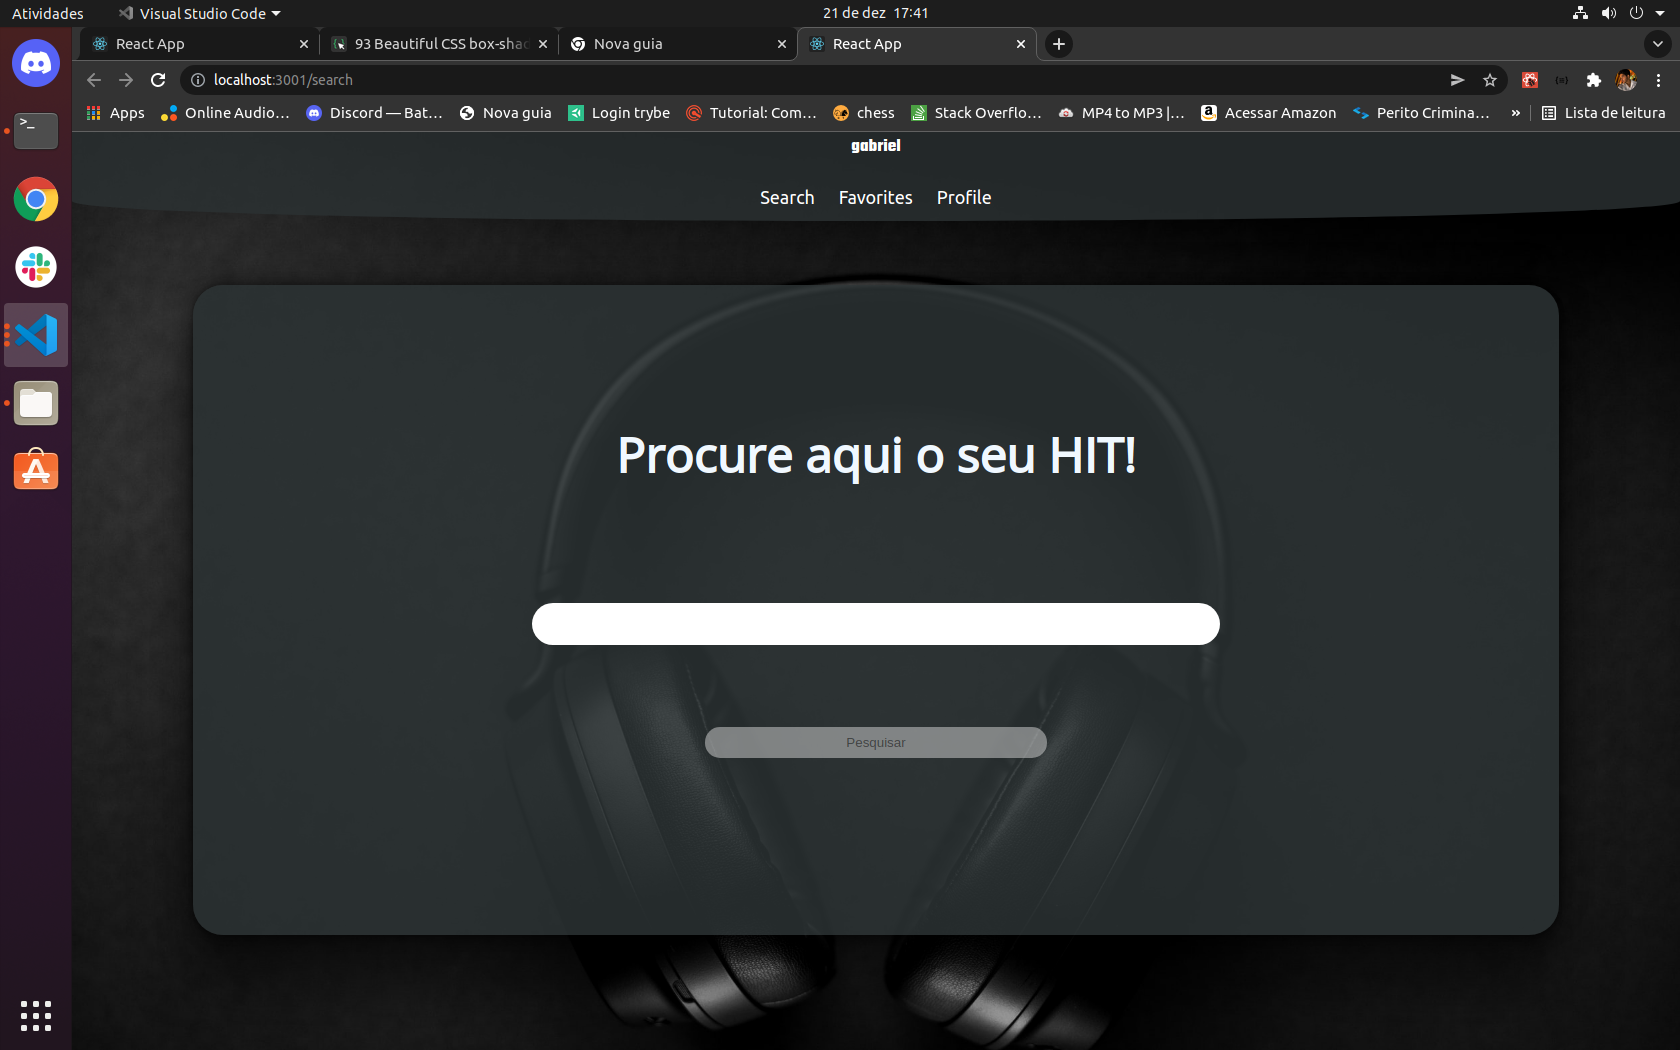 Atividades Visual Studio Code 21 de dez 17:41
React App 93 Beautiful CSS box-shad Nova guia React App
localhost:3001/search
Apps Online Audio... Discord — Bat... Nova guia Login trybe Tutorial: Com... chess Stack Overflo... MP4 to MP3 |... Acessar Amazon Perito Crimina... » Lista de leitura
gabriel
Search Favorites Profile
Procure aqui o seu HIT!
Pesquisar